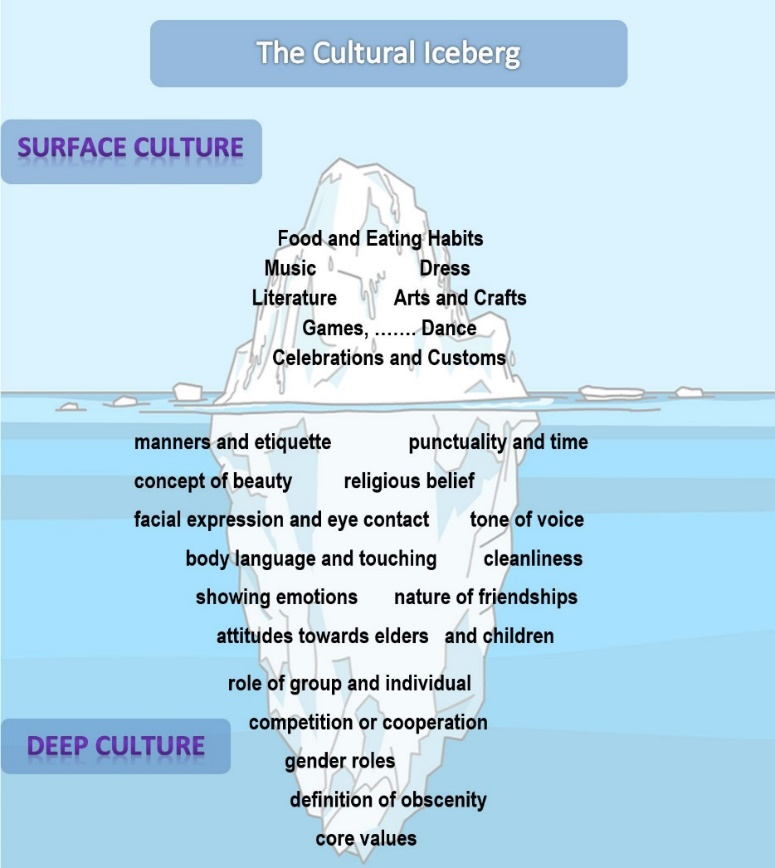 The Cultural Iceberg
SURFACE CULTURE
Food and Eating Habits
Music Dress
Literature Arts and Crafts
Games, ....... Dance
Celebrations and Customs
manners and etiquette punctuality and time
concept of beauty religious belief
facial expression and eye contact tone of voice
body language and touching cleanliness
showing emotions nature of friendships
attitudes towards elders and children
role of group and individual
competition or cooperation
DEEP CULTURE
gender roles
definition of obscenity
core values